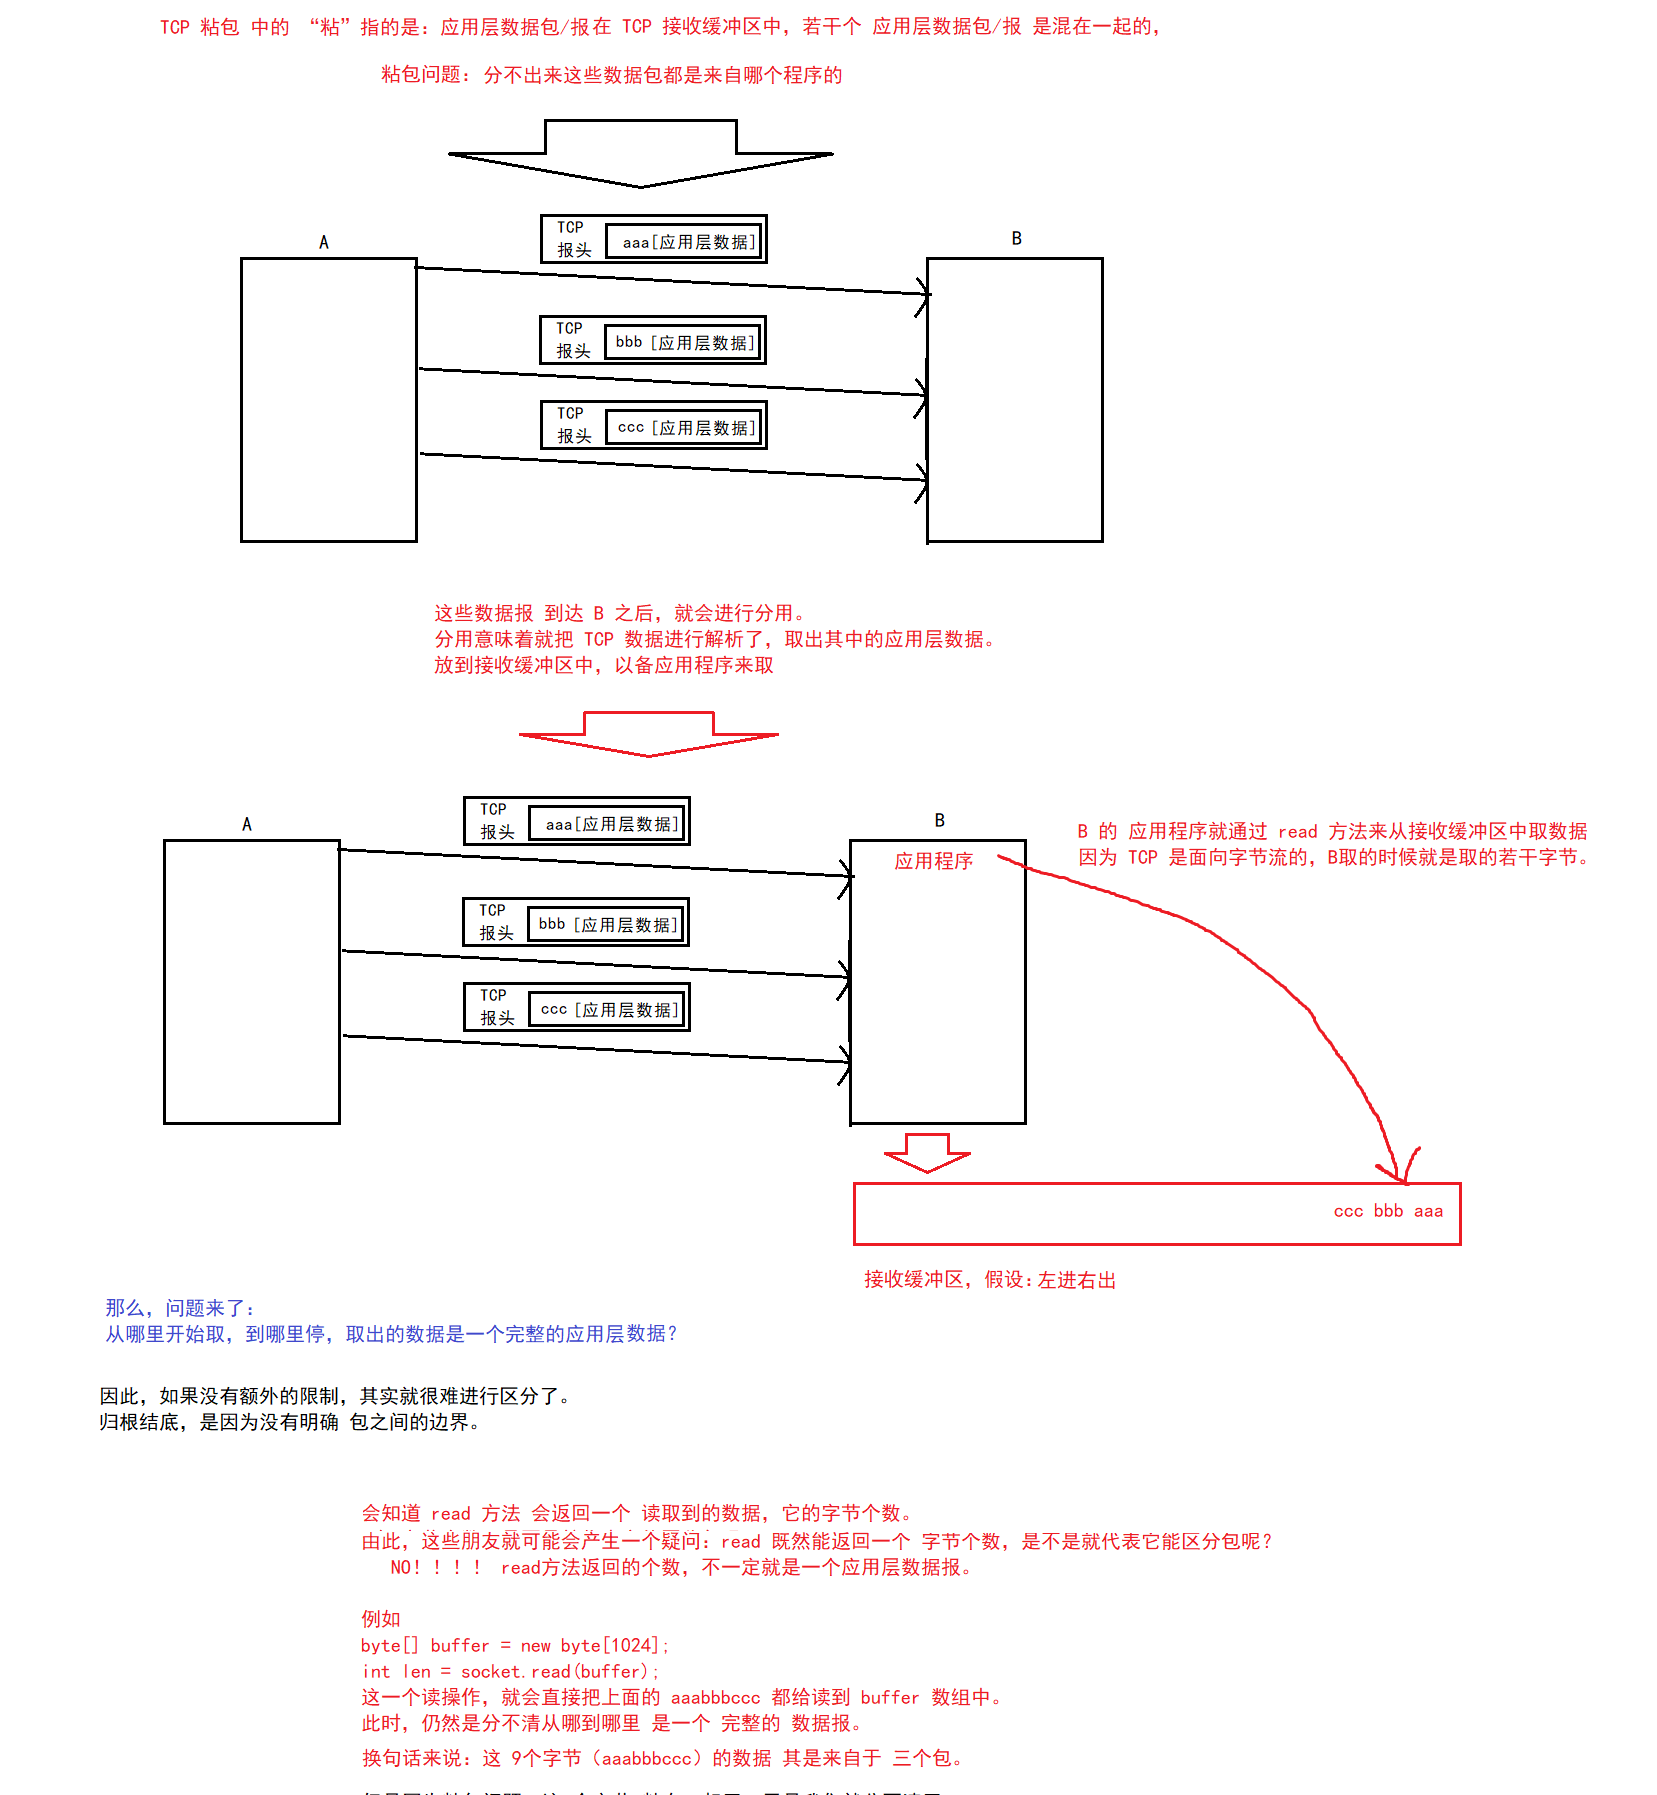 TCP 粘包 中的 “粘”指的是：应用层数据包/报在 TCP 接收缓冲区中，若干个 应用层数据包/报 是混在一起的，
粘包问题：分不出来这些数据包都是来自哪个程序的
TCP
报头
aaa[应用层数据]
A
B
TCP
报头
bbb [应用层数据]
TCP
报头
ccc [应用层数据]
这些数据报 到达 B 之后，就会进行分用。
分用意味着就把 TCP 数据进行解析了，取出其中的应用层数据。
放到接收缓冲区中，以备应用程序来取
TCP
报头
aaa[应用层数据]
A
B
应用程序
B 的 应用程序就通过 read 方法来从接收缓冲区中取数据
因为 TCP 是面向字节流的，B取的时候就是取的若干字节。
TCP
报头
bbb [应用层数据]
TCP
报头
ccc [应用层数据]
ccc bbb aaa
接收缓冲区，假设：左进右出
那么，问题来了：
从哪里开始取，到哪里停，取出的数据是一个完整的应用层数据？
因此，如果没有额外的限制，其实就很难进行区分了。
归根结底，是因为没有明确 包之间的边界。
会知道 read 方法 会返回一个 读取到的数据，它的字节个数。
由此，这些朋友就可能会产生一个疑问：read 既然能返回一个 字节个数，是不是就代表它能区分包呢？
NO！！！！ read方法返回的个数，不一定就是一个应用层数据报。
例如
byte[] buffer = new byte[1024];
int len = socket.read(buffer);
这一个读操作，就会直接把上面的 aaabbbccc 都给读到 buffer 数组中。
此时，仍然是分不清从哪到哪里 是一个 完整的 数据报。
换句话来说：这 9个字节（aaabbbccc）的数据 其是来自于 三个包。